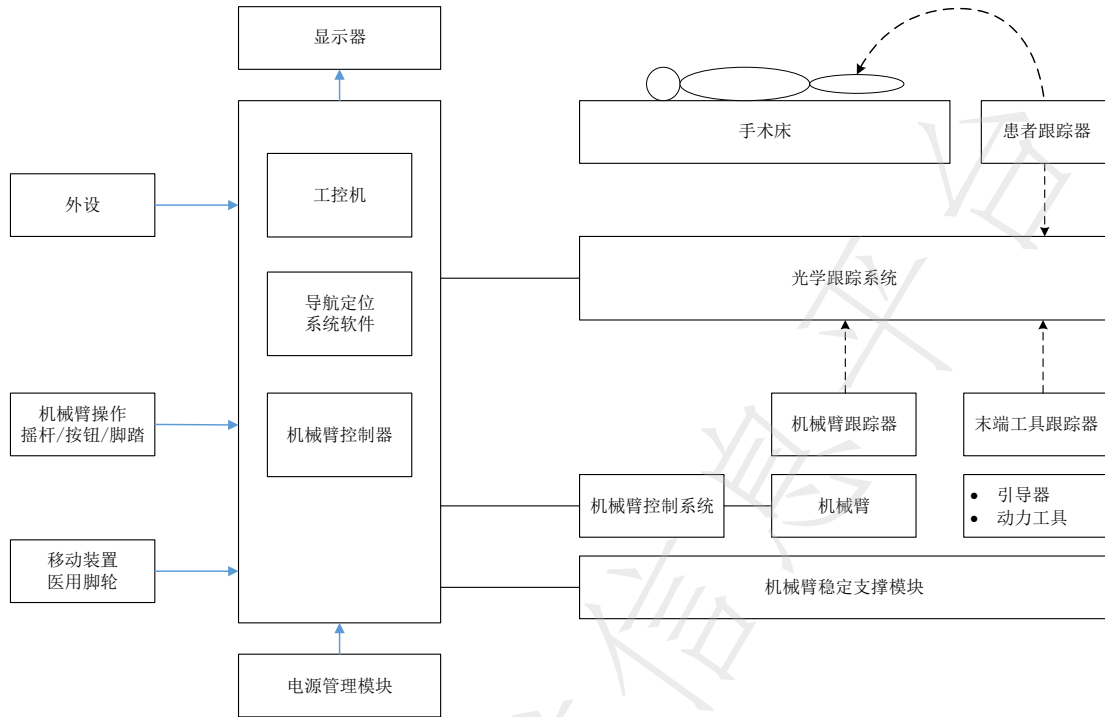 显示器
手术床
患者跟踪器
工控机
外设
光学跟踪系统
导航定位
系统软件
机械臂操作
摇杆/按钮/脚踏
机械臂控制器
机械臂跟踪器
末端工具跟踪器
机械臂控制系统
机械臂
• 引导器
• 动力工具
移动装置
医用脚轮
机械臂稳定支撑模块
电源管理模块
信息平台